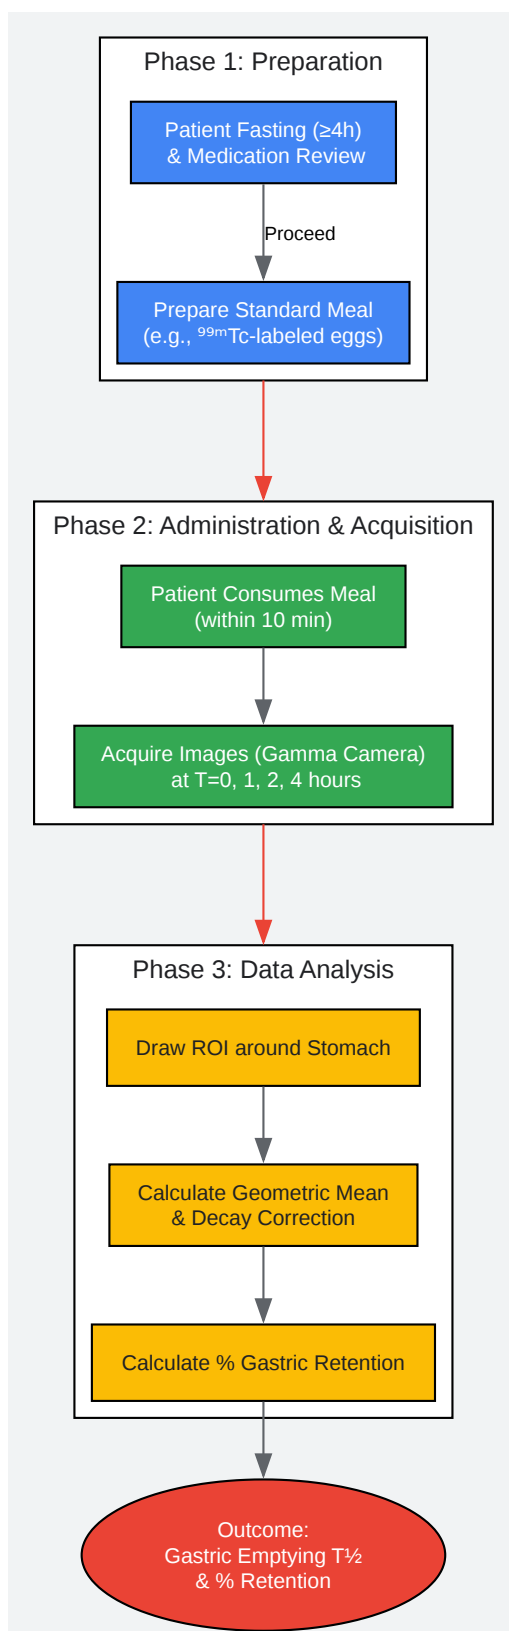 Phase 1: Preparation
Patient Fasting (≥4h)
& Medication Review
Proceed
Prepare Standard Meal
(e.g., ⁹⁹ᵐTc-labeled eggs)
Phase 2: Administration & Acquisition
Patient Consumes Meal
(within 10 min)
Acquire Images (Gamma Camera)
at T=0, 1, 2, 4 hours
Phase 3: Data Analysis
Draw ROI around Stomach
Calculate Geometric Mean
& Decay Correction
Calculate % Gastric Retention
Outcome:
Gastric Emptying T½
& % Retention